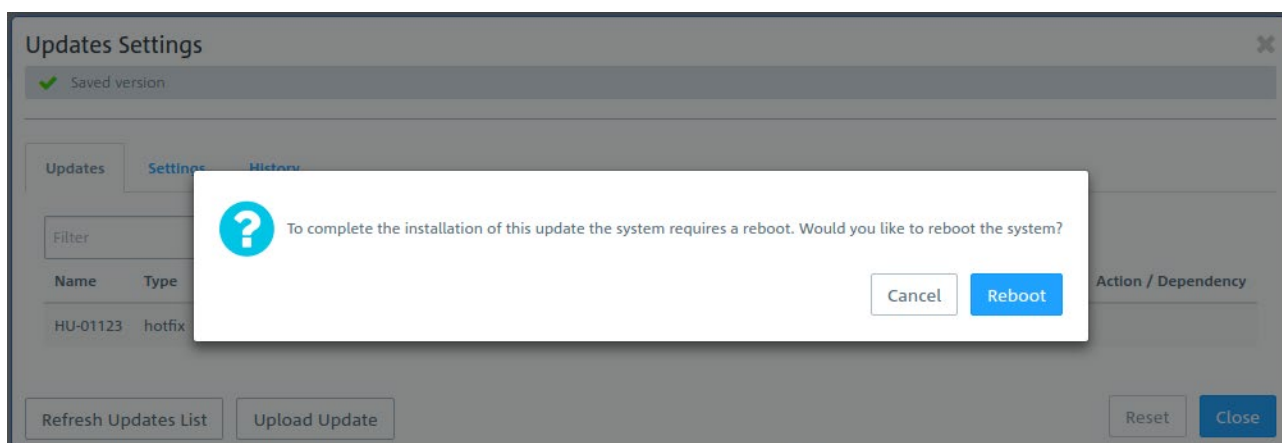 Updates Settings
Saved version
Updates Settings History
To complete the installation of this update the system requires a reboot. Would you like to reboot the system?
Filter
Cancel Reboot
Name Type Action / Dependency
HU-01123 hotfix
Refresh Updates List Upload Update Reset Close